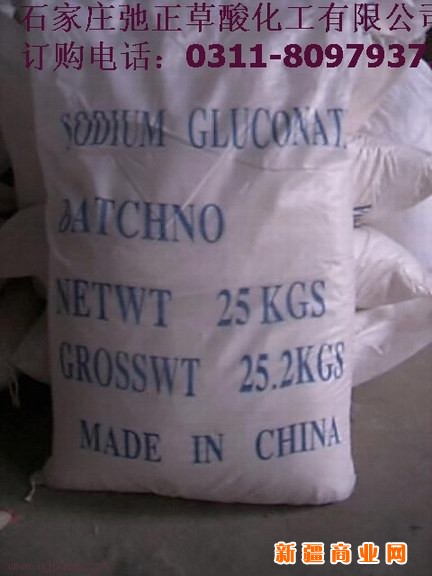 石家庄弛正草酸化工有限公司
订购电话：0311-8097937
SODIUM GLUCONAT
BATCHNO
NETWT 25 KGS
GROSSWT 25.2KGS
MADE IN CHINA
新疆商业网